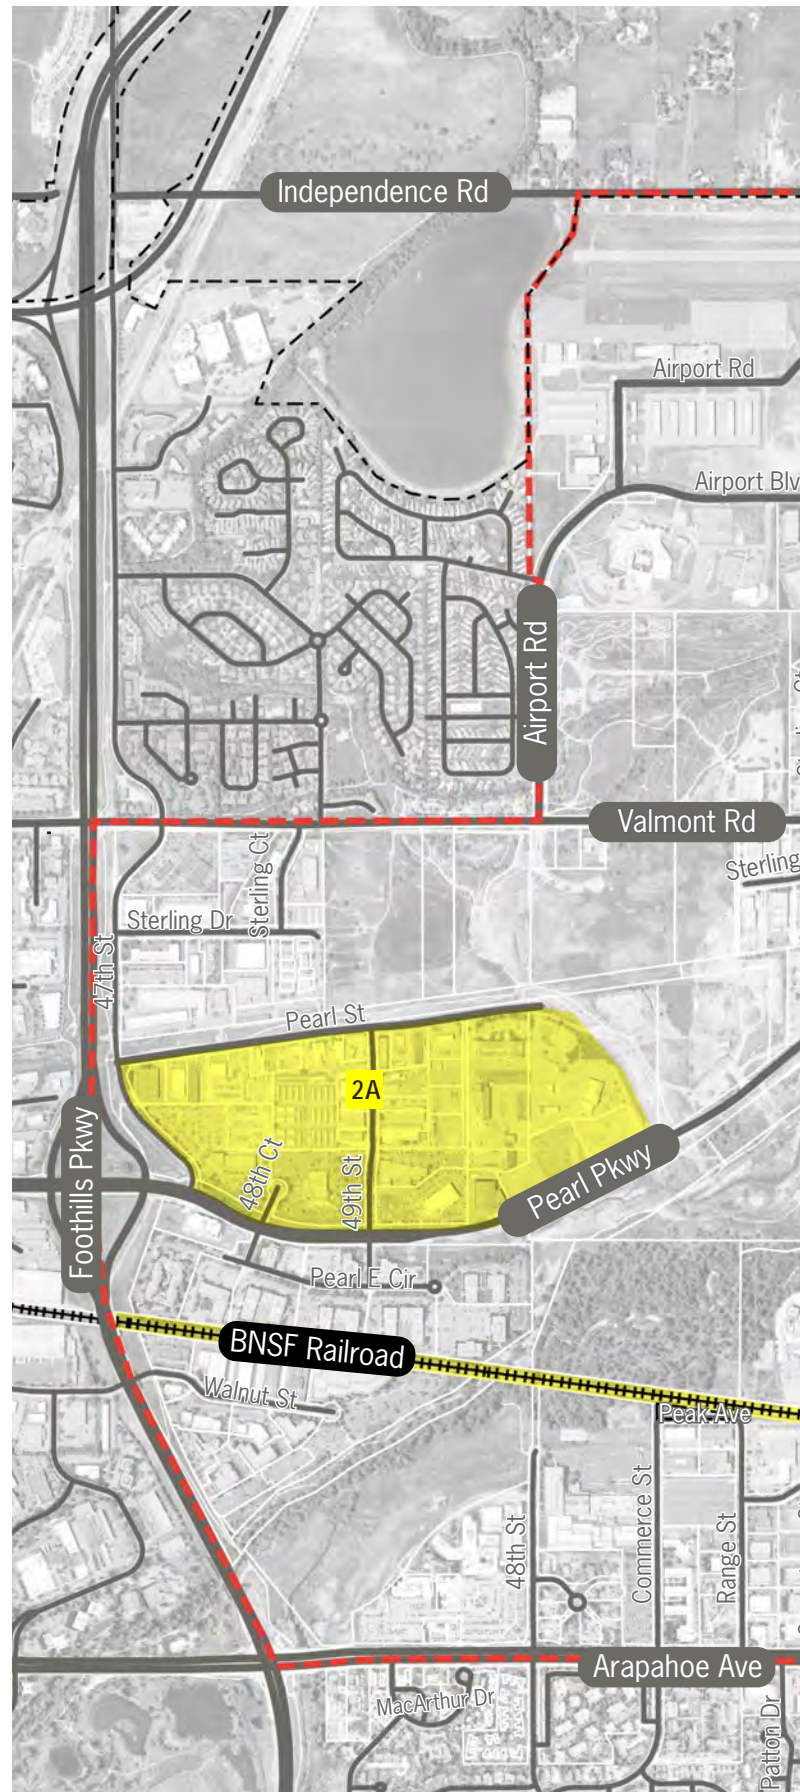 Independence Rd
Airport Rd
Airport Blv
Airport Rd
Valmont Rd
Sterling Ct
Sterling
Sterling Dr
47th St
Pearl St
2A
48th Ct
49th St
Pearl Pkwy
Foothills Pkwy
Pearl E Cir
BNSF Railroad
Walnut St
Peak Ave
48th St
Commerce St
Range St
Arapahoe Ave
MacArthur Dr
Patton Dr